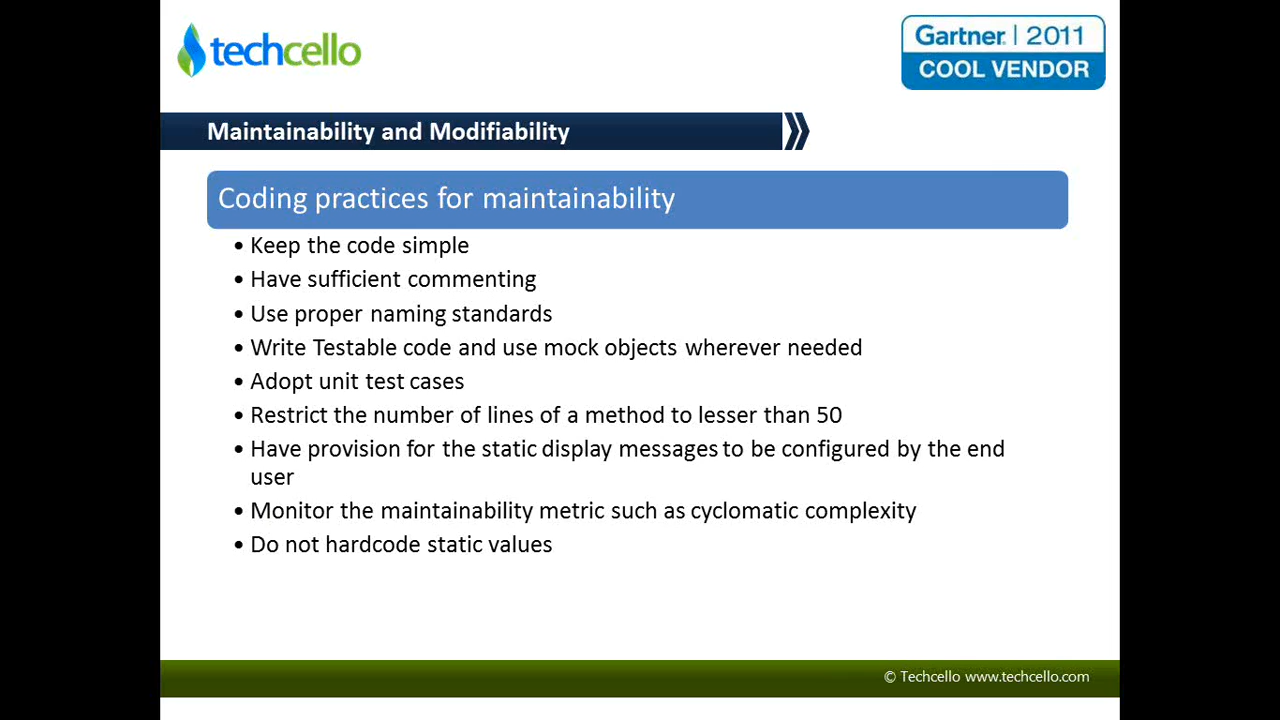 techcello
Gartner. | 2011
COOL VENDOR
Maintainability and Modifiability
Coding practices for maintainability
• Keep the code simple
• Have sufficient commenting
• Use proper naming standards
• Write Testable code and use mock objects wherever needed
• Adopt unit test cases
• Restrict the number of lines of a method to lesser than 50
• Have provision for the static display messages to be configured by the end
user
• Monitor the maintainability metric such as cyclomatic complexity
• Do not hardcode static values
© Techcello www.techcello.com